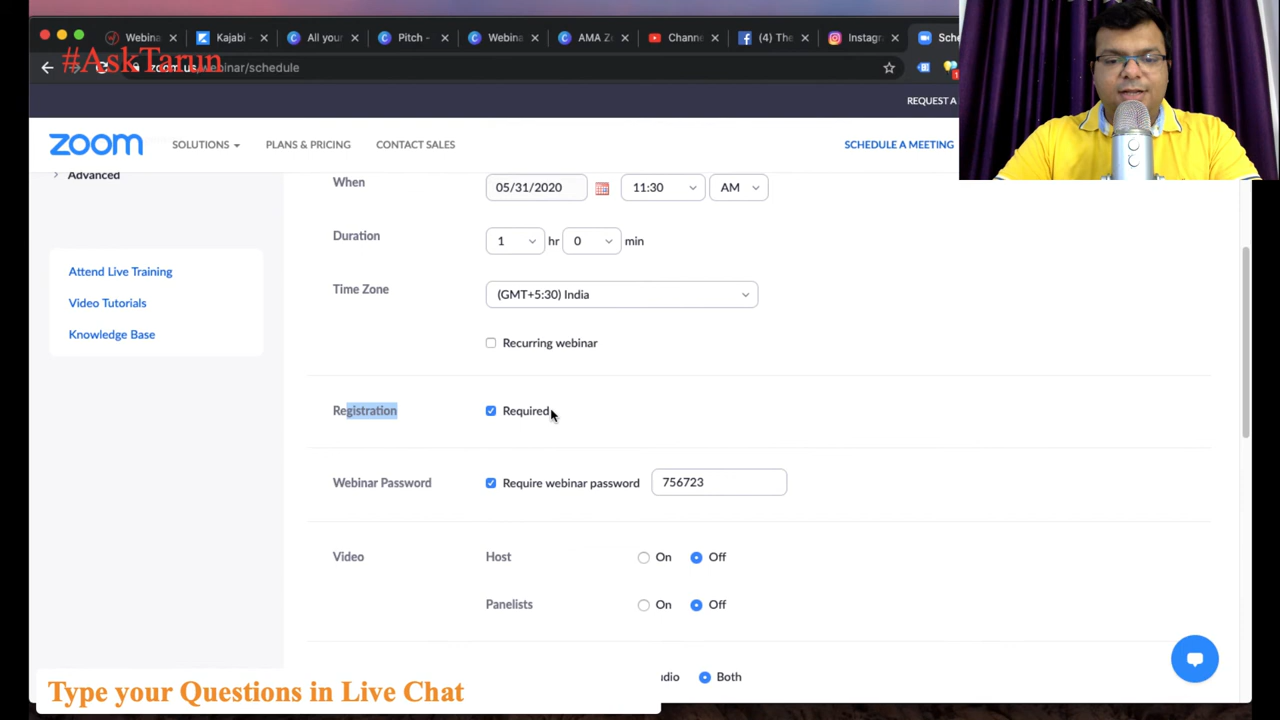 Webina
Kajabi -
All your
Pitch -
Webina
AMA Z
Channe
(4) The
Instagr
Sche
#AskTarun
zoom.us/webinar/schedule
1
REQUEST A
zoom
SOLUTIONS
PLANS & PRICING
CONTACT SALES
SCHEDULE A MEETING
Advanced
When
05/31/2020
11:30
AM
Duration
1
hr
0
min
Attend Live Training
Time Zone
(GMT+5:30) India
Video Tutorials
Knowledge Base
Recurring webinar
Registration
Required
Webinar Password
Require webinar password
756723
Video
Host
On
Off
Panelists
On
Off
udio
Both
Type your Questions in Live Chat